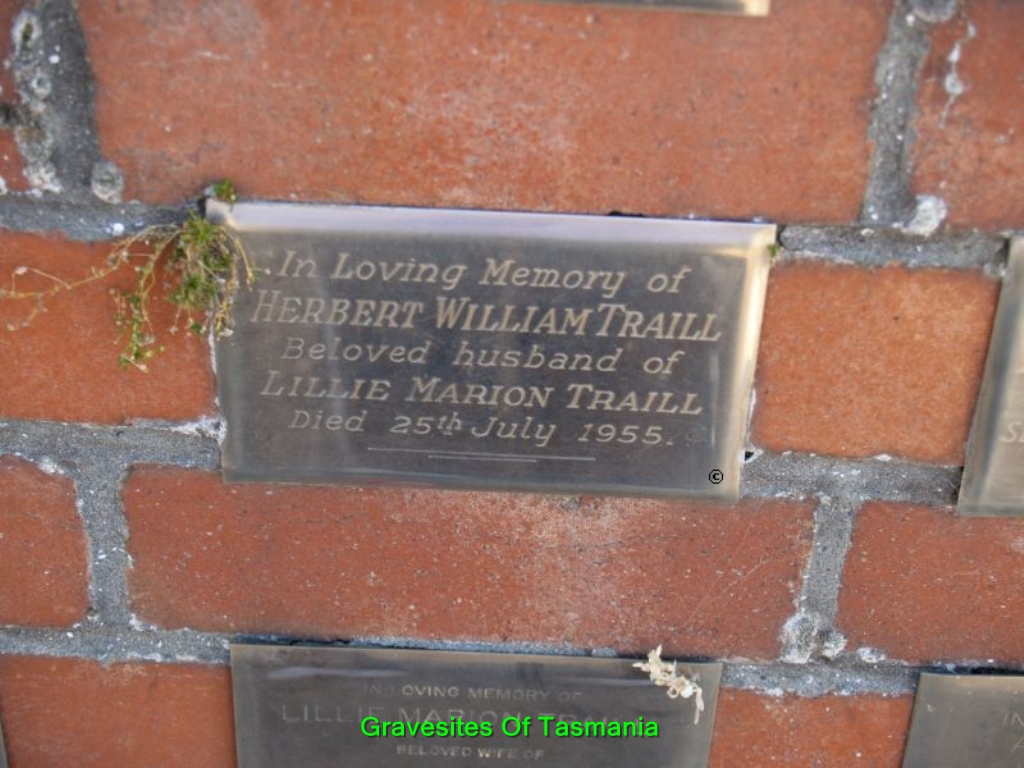 In Loving Memory of
HERBERT WILLIAM TRAILL
Beloved husband of
LILLIE MARION TRAILL
Died 25th July 1955.
©
IN LOVING MEMORY OF
LILLIE MARION
Gravesites Of Tasmania
BELOVED WIFE OF
IN